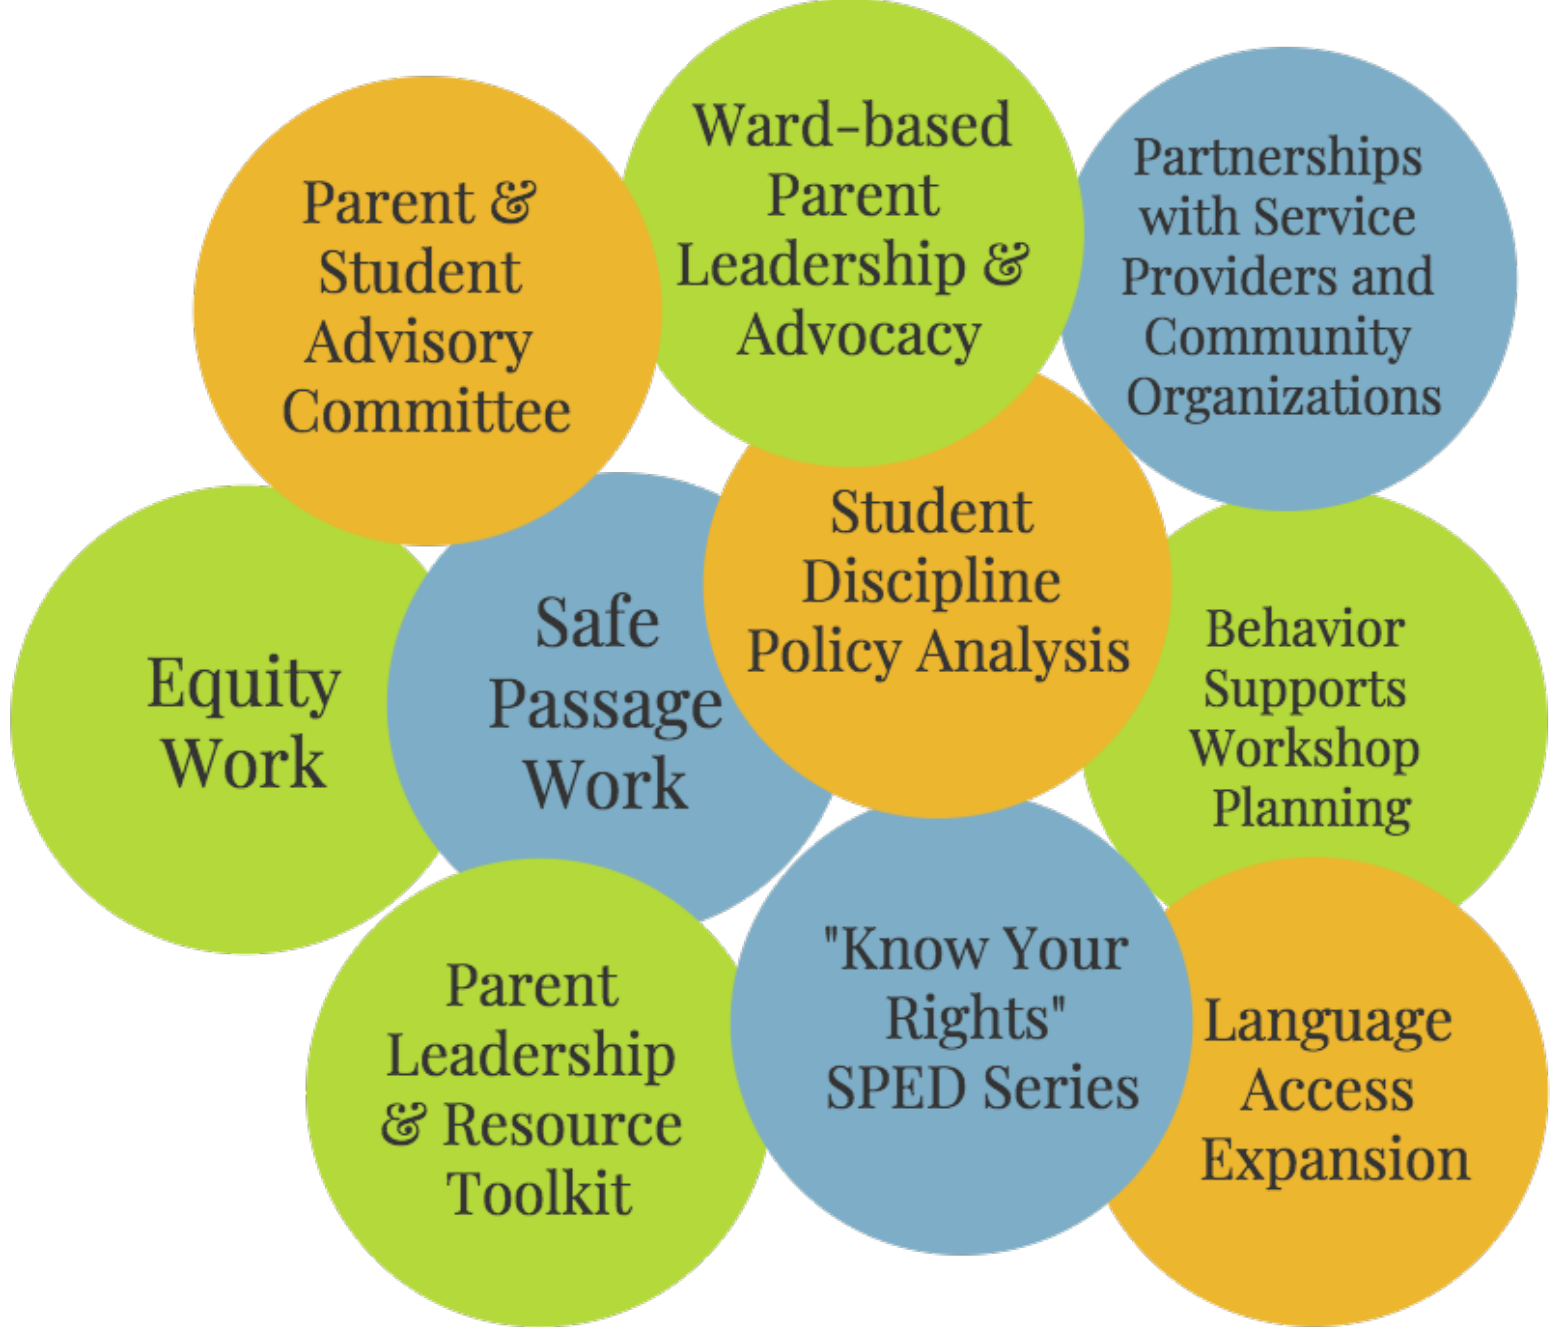 Parent &
Student
Advisory
Committee
Ward-based
Parent
Leadership &
Advocacy
Partnerships
with Service
Providers and
Community
Organizations
Equity
Work
Safe
Passage
Work
Student
Discipline
Policy Analysis
Behavior
Supports
Workshop
Planning
Parent
Leadership
& Resource
Toolkit
"Know Your
Rights"
SPED Series
Language
Access
Expansion